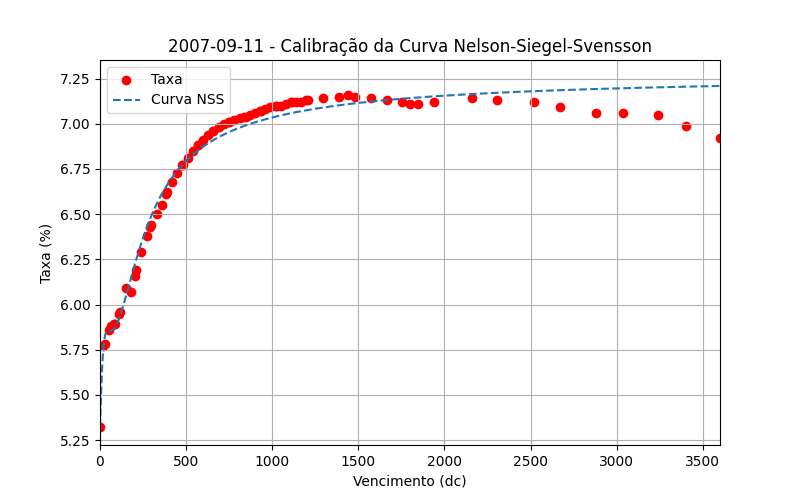 2007-09-11 - Calibração da Curva Nelson-Siegel-Svensson
Taxa
Curva NSS
Taxa (%)
7.25
7.00
6.75
6.50
6.25
6.00
5.75
5.50
5.25
0 500 1000 1500 2000 2500 3000 3500
Vencimento (dc)